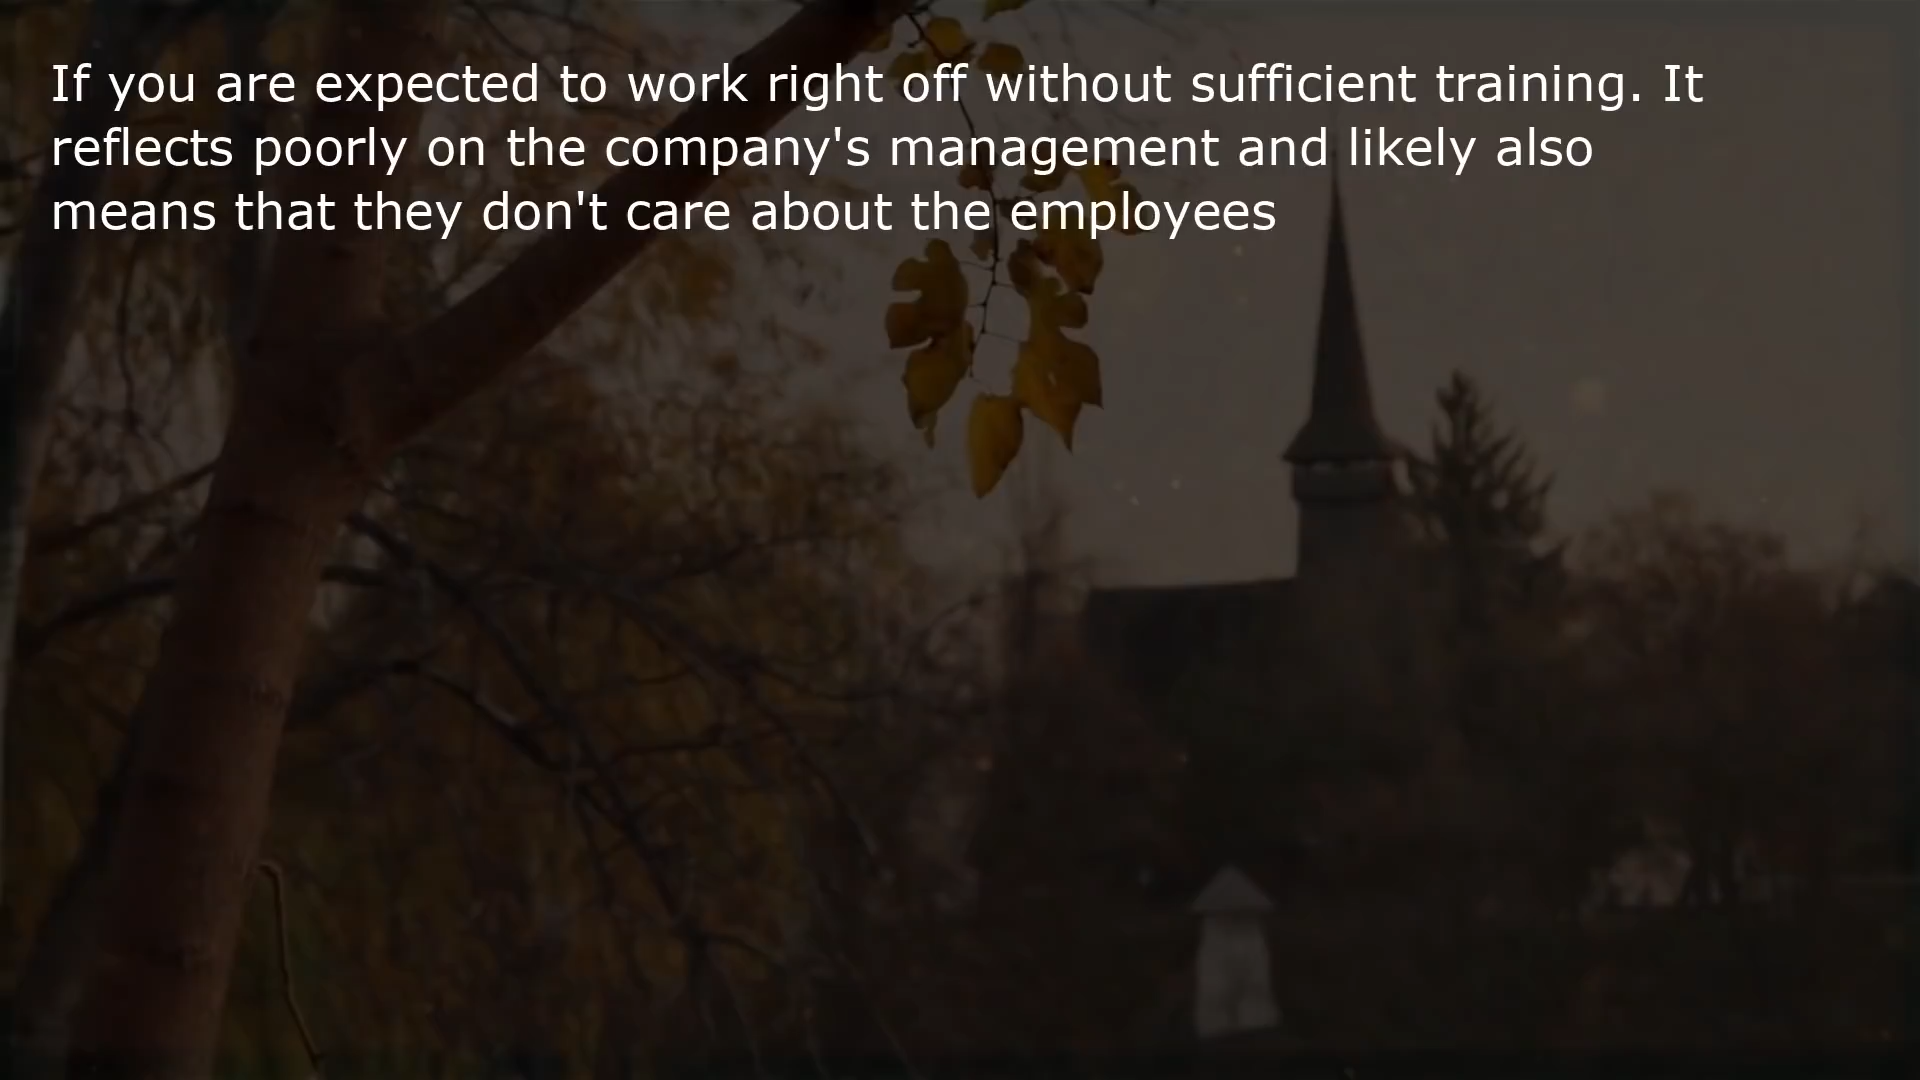 If you are expected to work right off without sufficient training. It
reflects poorly on the company's management and likely also
means that they don't care about the employees